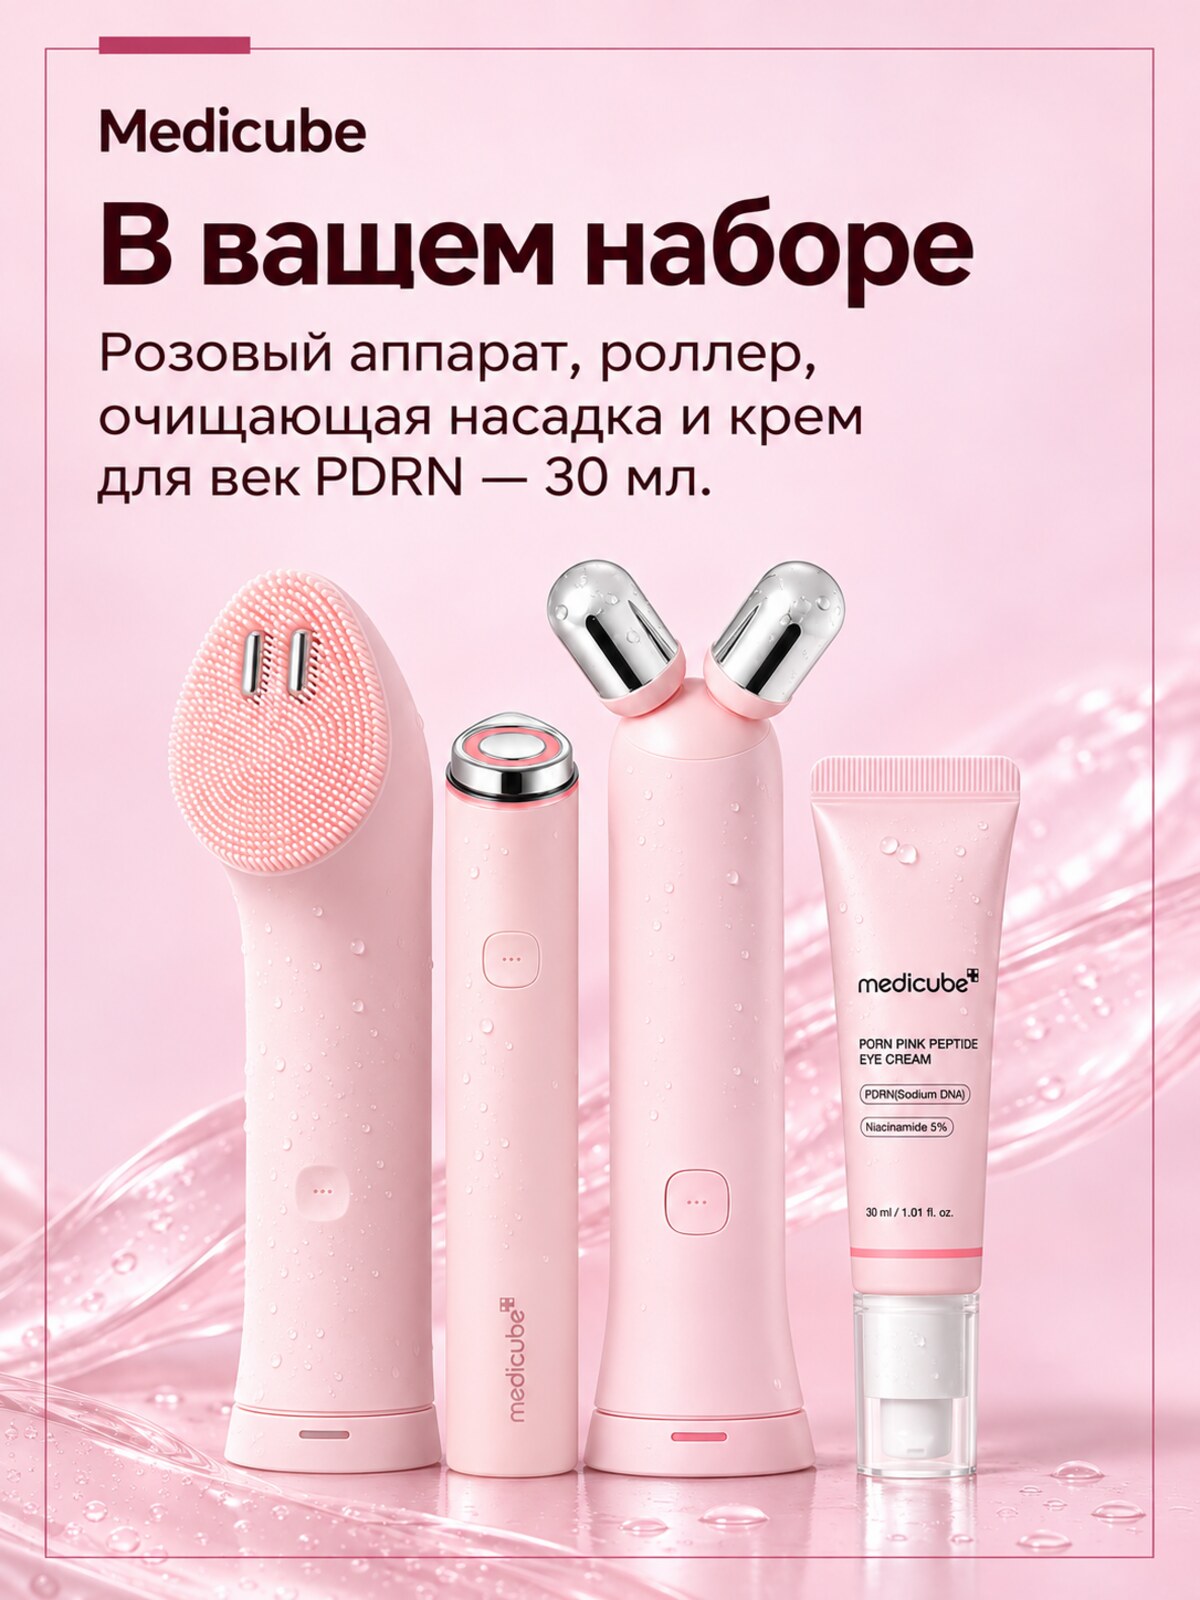 Medicube
В вашем наборе
Розовый аппарат, роллер,
очищающая насадка и крем
для век PDRN — 30 мл.
medicube
PORN PINK PEPTIDE
EYE CREAM
PDRN(Sodium DNA)
Niacinamide 5%
30 ml / 1.01 fl. oz.
medicube